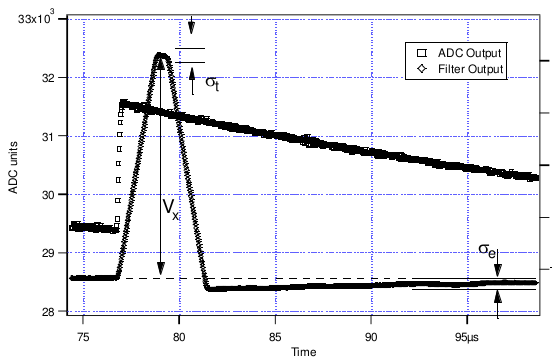 33x10³
32
31
30
29
28
ADC units
ADC Output
Filter Output
σt
Vx
σe
75
80
85
90
95µs
Time